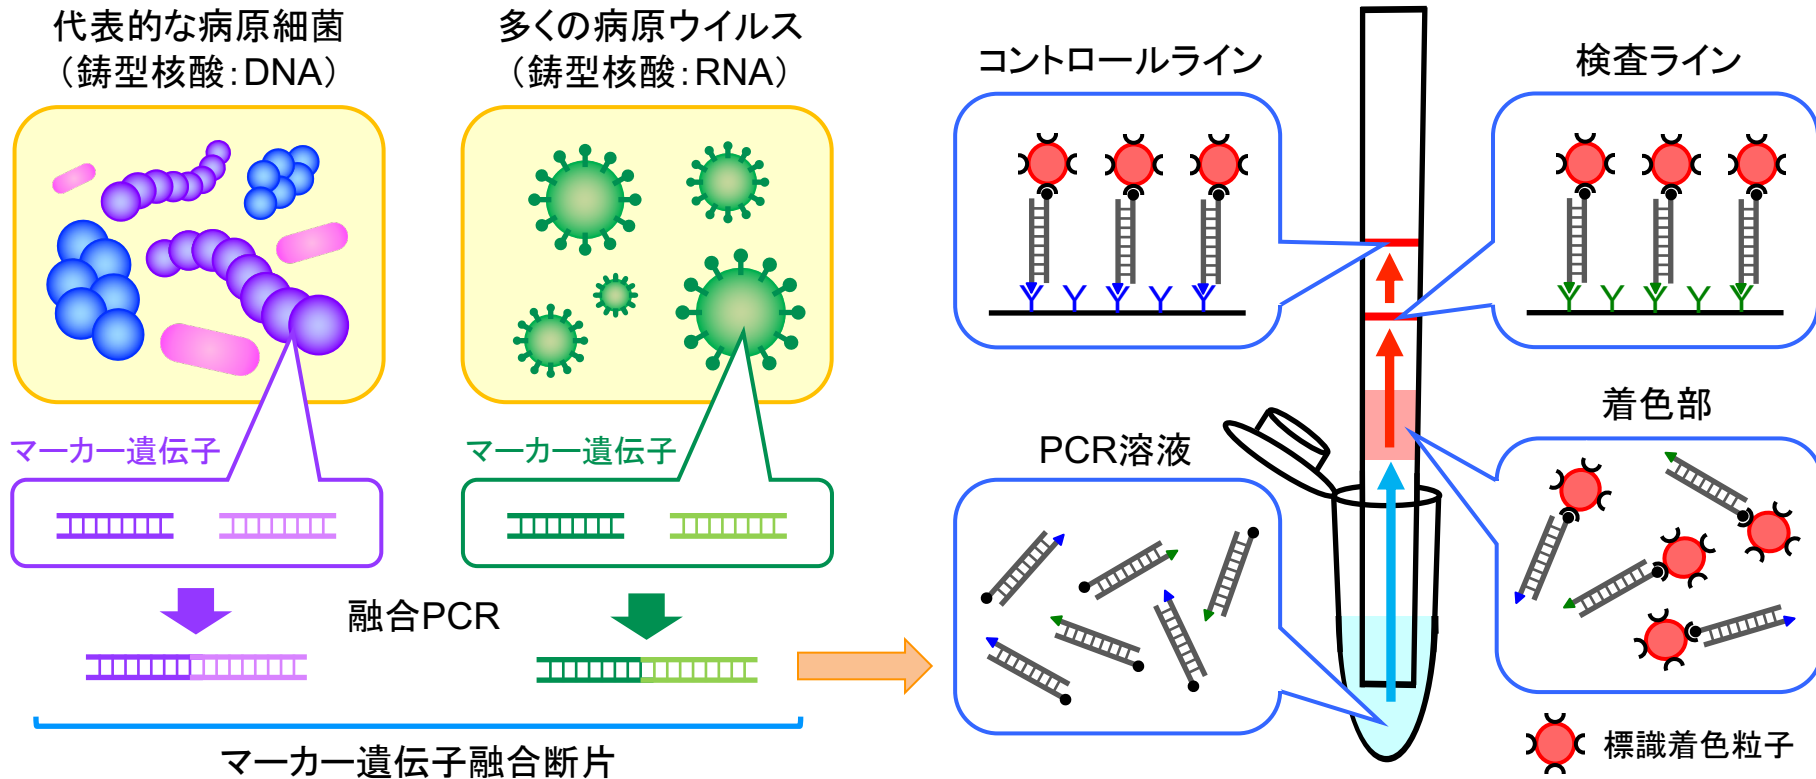 代表的な病原細菌
（鋳型核酸：DNA）
多くの病原ウイルス
（鋳型核酸：RNA）
マーカー遺伝子
マーカー遺伝子
融合PCR
マーカー遺伝子融合断片
コントロールライン
検査ライン
PCR溶液
着色部
標識着色粒子